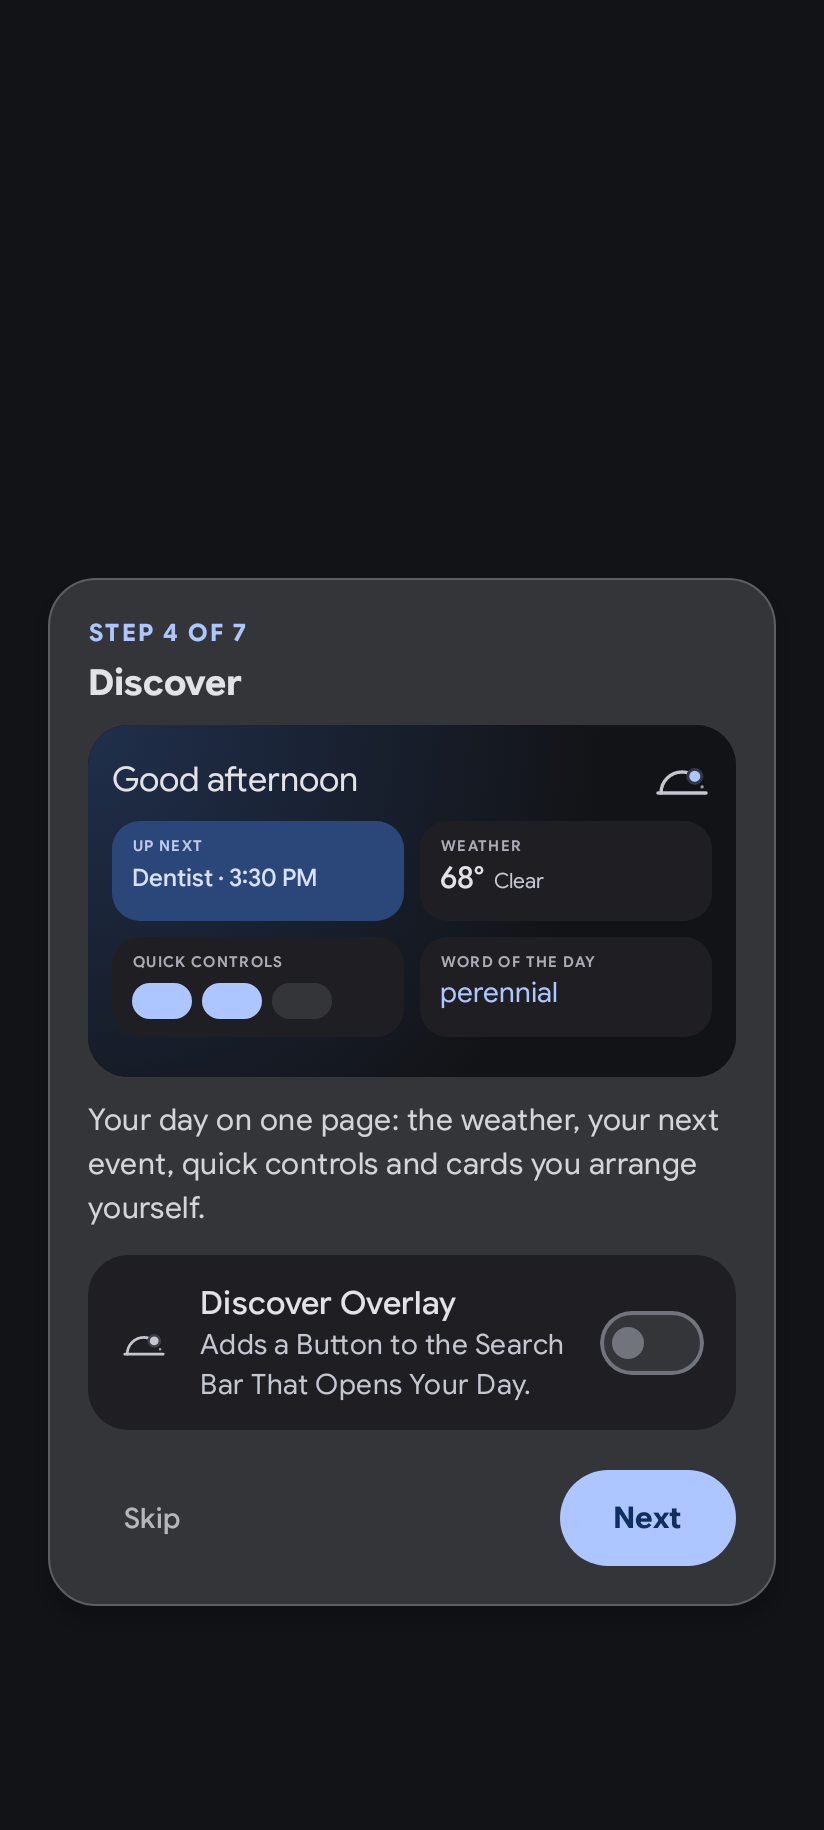 STEP 4 OF 7
Discover
Good afternoon
UP NEXT
Dentist · 3:30 PM
WEATHER
68° Clear
QUICK CONTROLS
WORD OF THE DAY
perennial
Your day on one page: the weather, your next
event, quick controls and cards you arrange
yourself.
Discover Overlay
Adds a Button to the Search
Bar That Opens Your Day.
Skip
Next